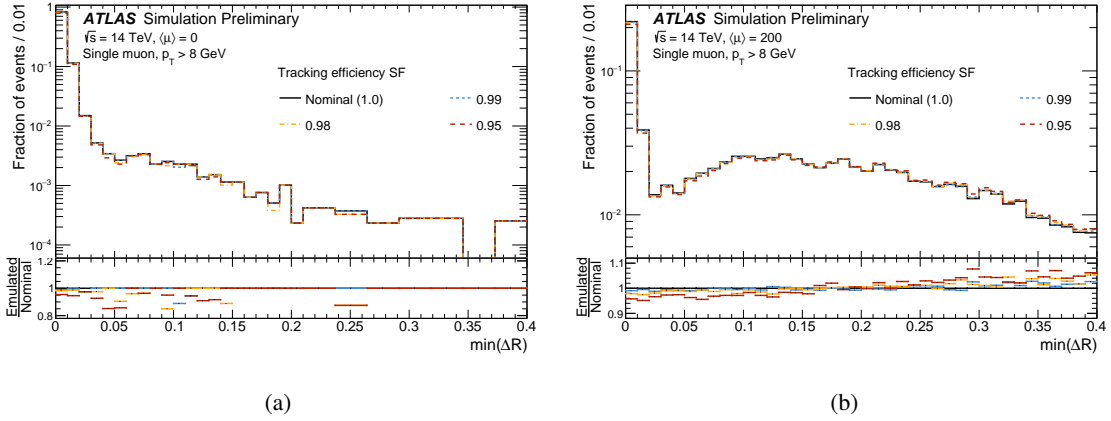 ATLAS Simulation Preliminary
√s = 14 TeV, ⟨μ⟩ = 0
Single muon, p_T > 8 GeV
Tracking efficiency SF
Nominal (1.0)
0.99
0.98
0.95
Fraction of events / 0.01
1
10⁻¹
10⁻²
10⁻³
10⁻⁴
Emulated
Nominal
1.2
1
0.8
0 0.05 0.1 0.15 0.2 0.25 0.3 0.35 0.4
min(ΔR)
(a)
ATLAS Simulation Preliminary
√s = 14 TeV, ⟨μ⟩ = 200
Single muon, p_T > 8 GeV
Tracking efficiency SF
Nominal (1.0)
0.99
0.98
0.95
Fraction of events / 0.01
10⁻¹
10⁻²
Emulated
Nominal
1.1
1
0.9
0 0.05 0.1 0.15 0.2 0.25 0.3 0.35 0.4
min(ΔR)
(b)